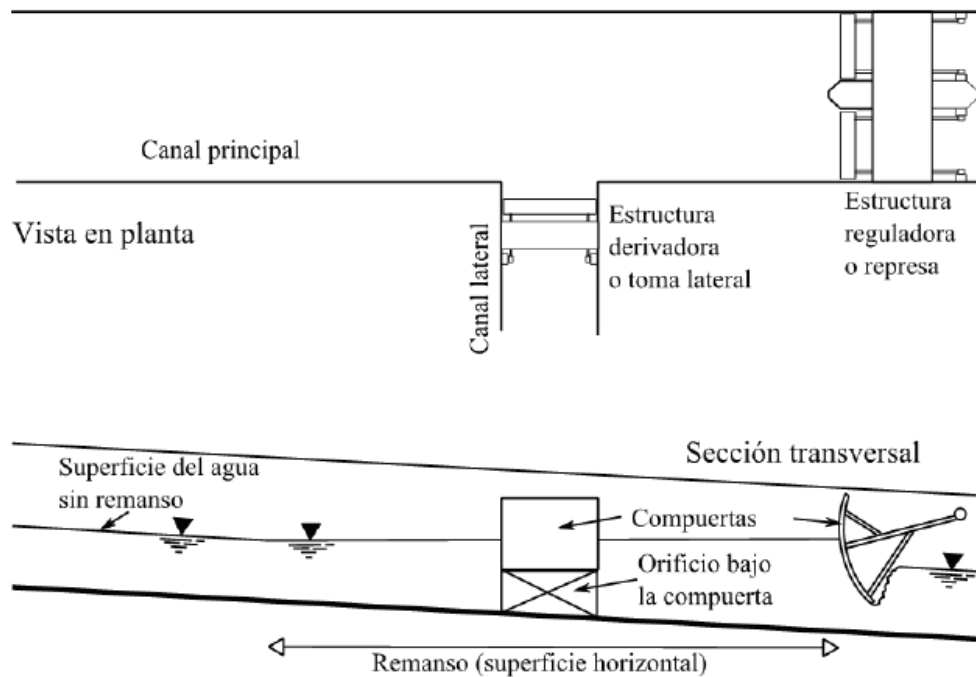 Canal principal
Vista en planta
Canal lateral
Estructura
derivadora
o toma lateral
Estructura
reguladora
o represa
Sección transversal
Superficie del agua
sin remanso
Compuertas
Orificio bajo
la compuerta
Remanso (superficie horizontal)